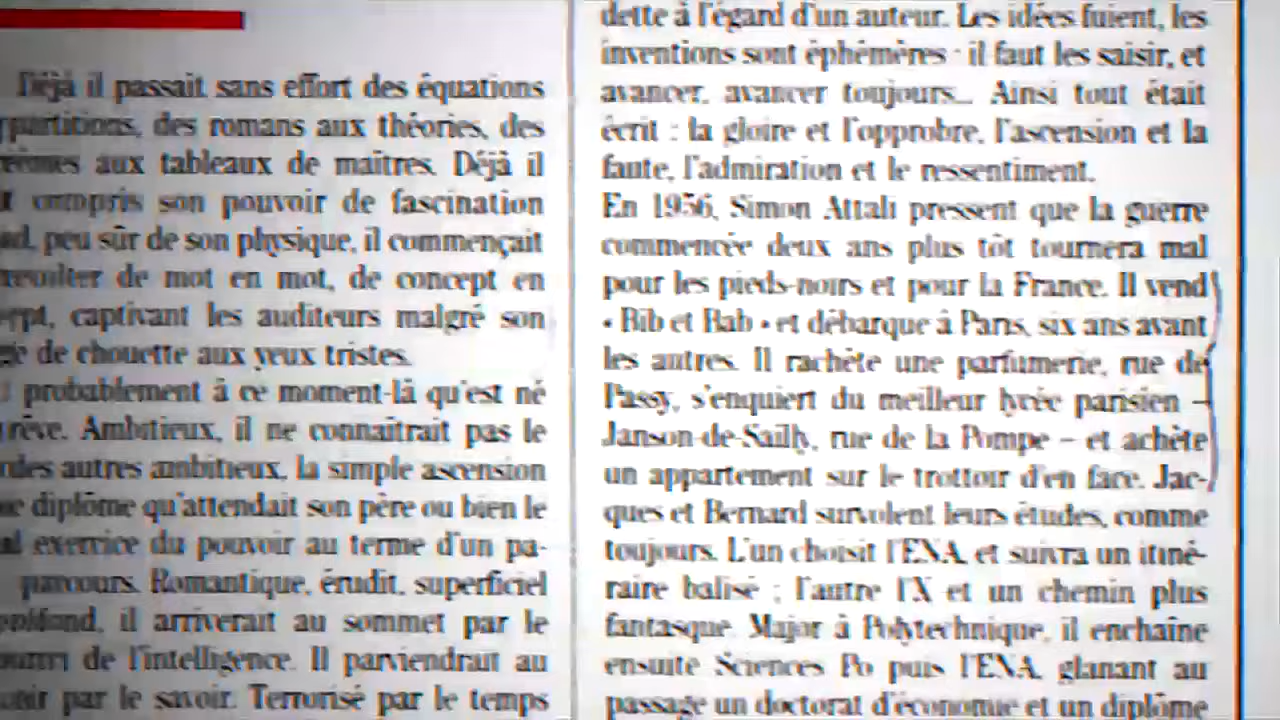 Déjà il passait sans effort des équations
partitions, des romans aux théories, des
aux tableaux de maîtres. Déjà il
compris son pouvoir de fascination
peu sûr de son physique, il commençait
de mot en mot, de concept en
captivant les auditeurs malgré son
de chouette aux yeux tristes.
probablement à ce moment-là qu'est né
rêve. Ambitieux, il ne connaîtrait pas le
des autres ambitieux, la simple ascension
diplôme qu'attendait son père ou bien le
exercice du pouvoir au terme d'un pa-
parcours. Romantique, érudit, superficiel
il arriverait au sommet par le
de l'intelligence. Il parviendrait au
par le savoir. Terrorisé par le temps
dette à l'égard d'un auteur. Les idées fuient, les
inventions sont éphémères : il faut les saisir, et
avancer, avancer toujours... Ainsi tout était
écrit : la gloire et l'opprobre, l'ascension et la
faute, l'admiration et le ressentiment.
En 1956, Simon Attali pressent que la guerre
commencée deux ans plus tôt tournera mal
pour les pieds-noirs et pour la France. Il vend
« Bib et Bab » et débarque à Paris, six ans avant
les autres. Il rachète une parfumerie, rue de
Passy, s'enquiert du meilleur lycée parisien –
Janson-de-Sailly, rue de la Pompe – et achète
un appartement sur le trottoir d'en face. Jac-
ques et Bernard survolent leurs études, comme
toujours. L'un choisit l'ENA et suivra un itiné-
raire balisé ; l'autre l'X et un chemin plus
fantasque. Major à Polytechnique, il enchaîne
ensuite Sciences Po puis l'ENA, glanant au
passage un doctorat d'économie et un diplôme